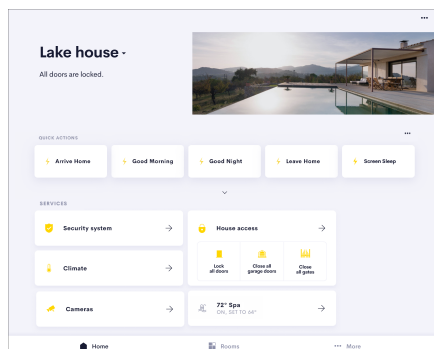 Lake house
All doors are locked.
QUICK ACTIONS
Arrive Home
Good Morning
Good Night
Leave Home
Screen Sleep
SERVICES
Security system
House access
Lock
all doors
Close all
garage doors
Close
all gates
Climate
Cameras
72° Spa
ON, SET TO 64°
Home
Rooms
More